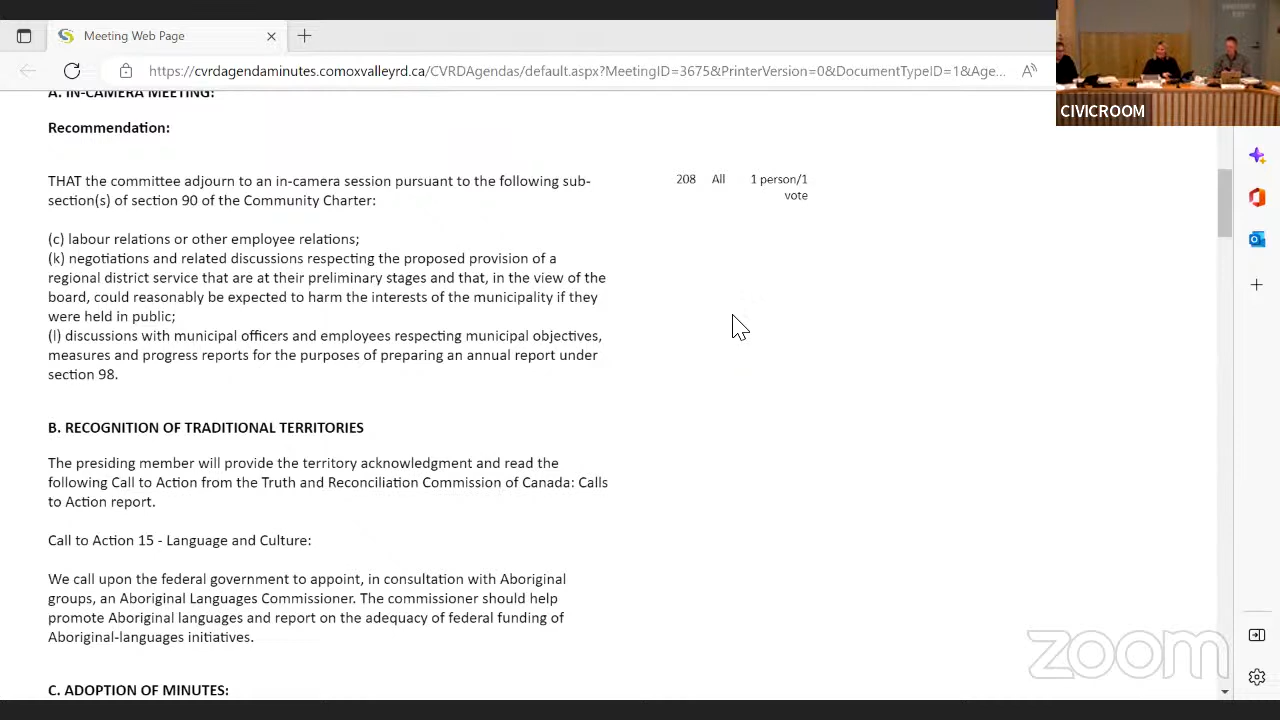 Meeting Web Page
https://cvrdagendaminutes.comoxvalleyrd.ca/CVRDAgendas/default.aspx?MeetingID=3675&PrinterVersion=0&DocumentTypeID=1&Age...
CIVICROOM
A. IN-CAMERA MEETING:
Recommendation:
THAT the committee adjourn to an in-camera session pursuant to the following sub-
section(s) of section 90 of the Community Charter:
208 All 1 person/1
vote
(c) labour relations or other employee relations;
(k) negotiations and related discussions respecting the proposed provision of a
regional district service that are at their preliminary stages and that, in the view of the
board, could reasonably be expected to harm the interests of the municipality if they
were held in public;
(l) discussions with municipal officers and employees respecting municipal objectives,
measures and progress reports for the purposes of preparing an annual report under
section 98.
B. RECOGNITION OF TRADITIONAL TERRITORIES
The presiding member will provide the territory acknowledgment and read the
following Call to Action from the Truth and Reconciliation Commission of Canada: Calls
to Action report.
Call to Action 15 - Language and Culture:
We call upon the federal government to appoint, in consultation with Aboriginal
groups, an Aboriginal Languages Commissioner. The commissioner should help
promote Aboriginal languages and report on the adequacy of federal funding of
Aboriginal-languages initiatives.
C. ADOPTION OF MINUTES:
zoom